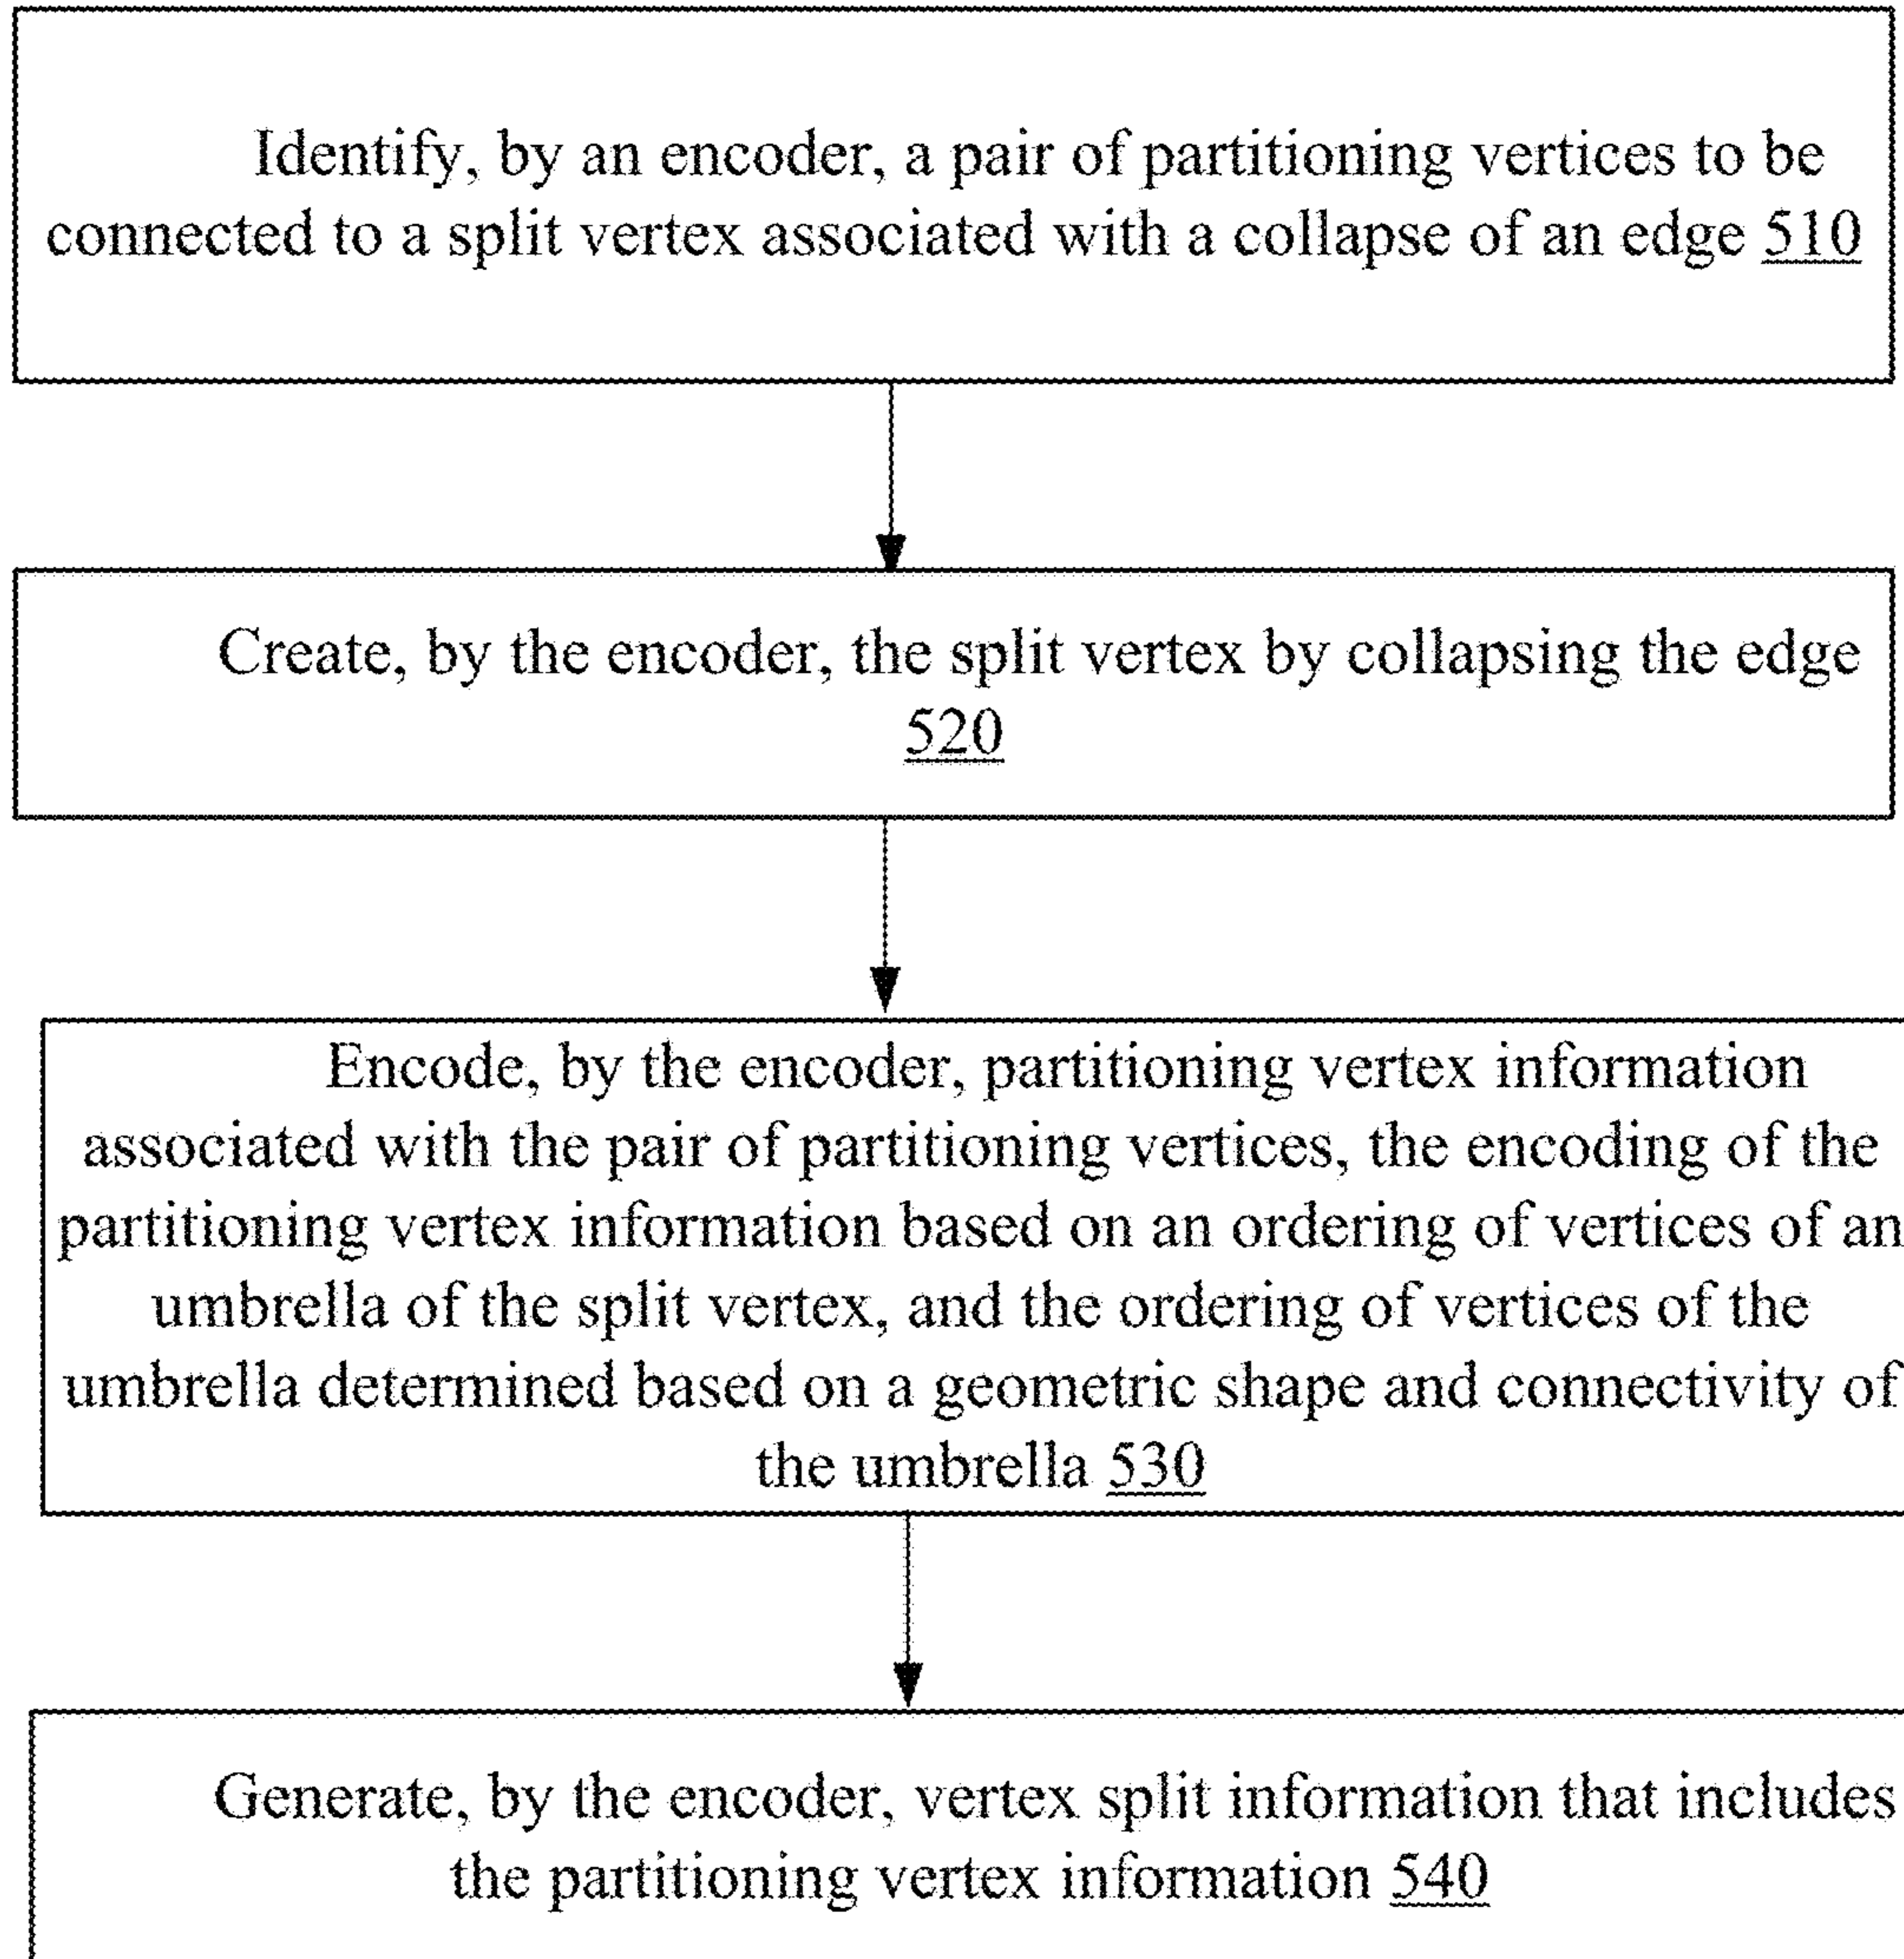 Identify, by an encoder, a pair of partitioning vertices to be
connected to a split vertex associated with a collapse of an edge 510
Create, by the encoder, the split vertex by collapsing the edge
520
Encode, by the encoder, partitioning vertex information
associated with the pair of partitioning vertices, the encoding of the
partitioning vertex information based on an ordering of vertices of an
umbrella of the split vertex, and the ordering of vertices of the
umbrella determined based on a geometric shape and connectivity of
the umbrella 530
Generate, by the encoder, vertex split information that includes
the partitioning vertex information 540